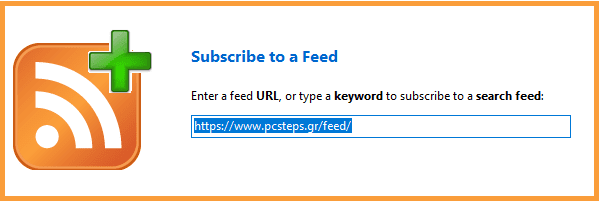 Subscribe to a Feed
Enter a feed URL, or type a keyword to subscribe to a search feed:
https://www.pcsteps.gr/feed/